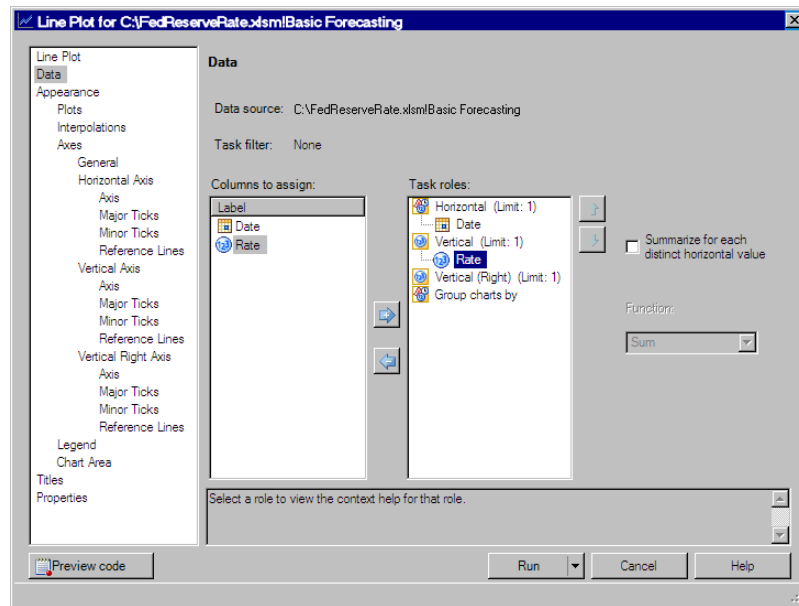 Line Plot for C:\FedReserveRate.xlsm!Basic Forecasting
Line Plot
Data
Appearance
Plots
Interpolations
Axes
General
Horizontal Axis
Axis
Major Ticks
Minor Ticks
Reference Lines
Vertical Axis
Axis
Major Ticks
Minor Ticks
Reference Lines
Vertical Right Axis
Axis
Major Ticks
Minor Ticks
Reference Lines
Legend
Chart Area
Titles
Properties
Data
Data source: C:\FedReserveRate.xlsm!Basic Forecasting
Task filter: None
Columns to assign:
Label
Date
Rate
Task roles:
Horizontal (Limit: 1)
Date
Vertical (Limit: 1)
Rate
Vertical (Right) (Limit: 1)
Group charts by
Summarize for each
distinct horizontal value
Function:
Sum
Select a role to view the context help for that role.
Preview code
Run
Cancel
Help